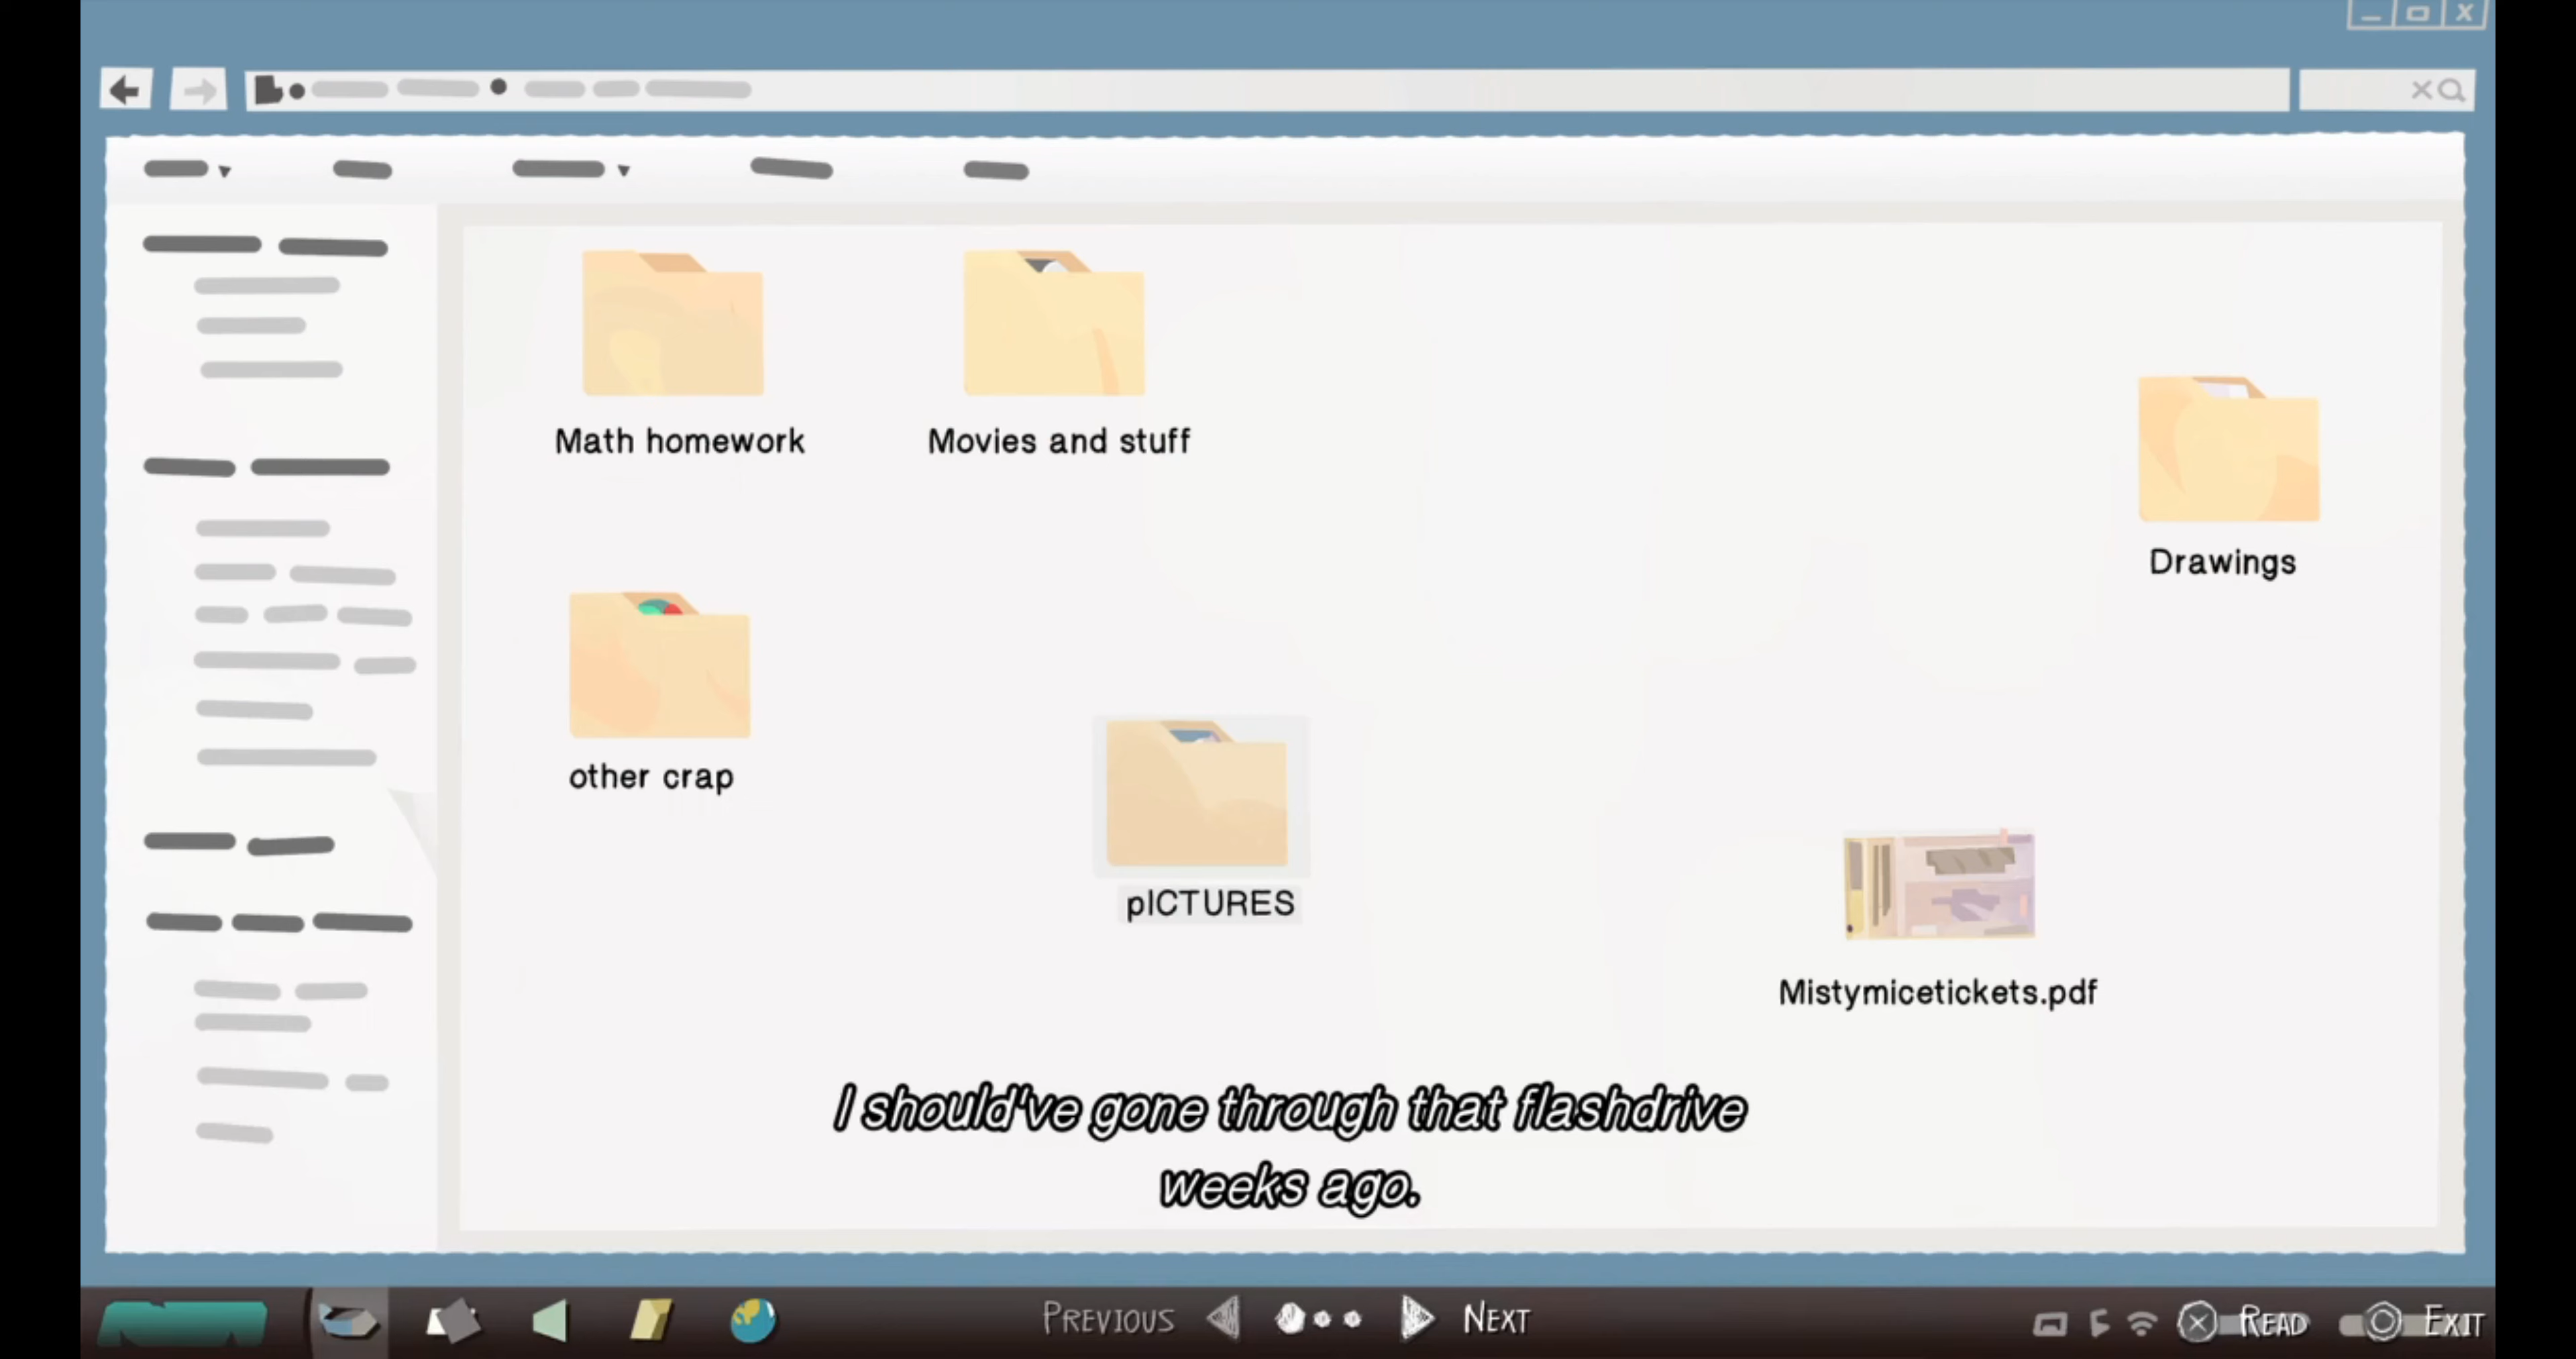 Math homework
Movies and stuff
Drawings
other crap
pICTURES
Mistymicetickets.pdf
I should've gone through that flashdrive
weeks ago.
PREVIOUS
NEXT
READ
EXIT